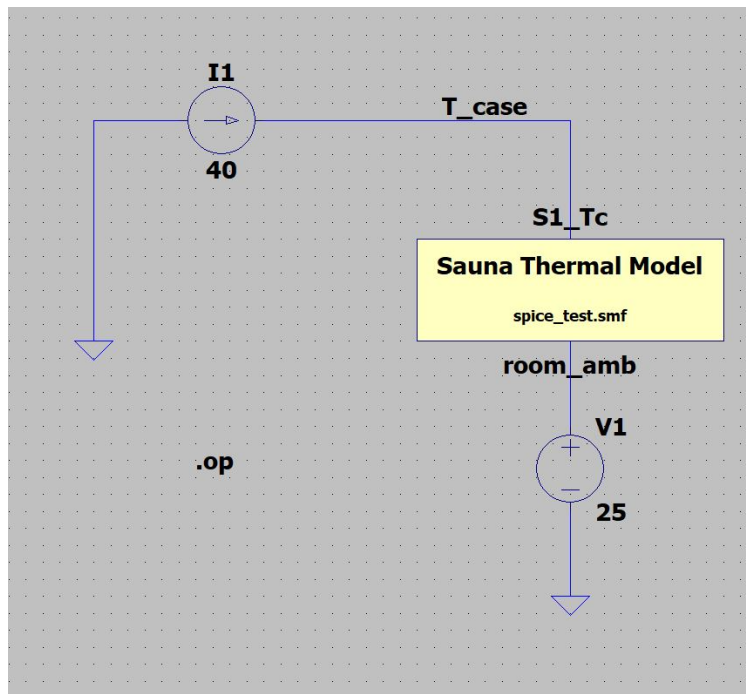 I1
T_case
40
S1_Tc
Sauna Thermal Model
spice_test.smf
room_amb
V1
.op
25